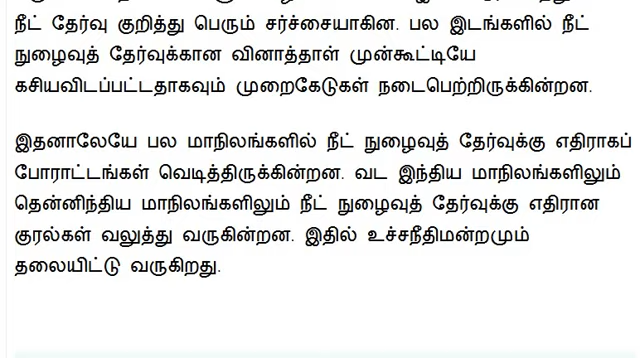 நீட் தேர்வு குறித்து பெரும் சர்ச்சையாகின. பல இடங்களில் நீட்
நுழைவுத் தேர்வுக்கான வினாத்தாள் முன்கூட்டியே
கசியவிடப்பட்டதாகவும் முறைகேடுகள் நடைபெற்றிருக்கின்றன.
இதனாலேயே பல மாநிலங்களில் நீட் நுழைவுத் தேர்வுக்கு எதிராகப்
போராட்டங்கள் வெடித்திருக்கின்றன. வட இந்திய மாநிலங்களிலும்
தென்னிந்திய மாநிலங்களிலும் நீட் நுழைவுத் தேர்வுக்கு எதிரான
குரல்கள் வலுத்து வருகின்றன. இதில் உச்சநீதிமன்றமும்
தலையிட்டு வருகிறது.